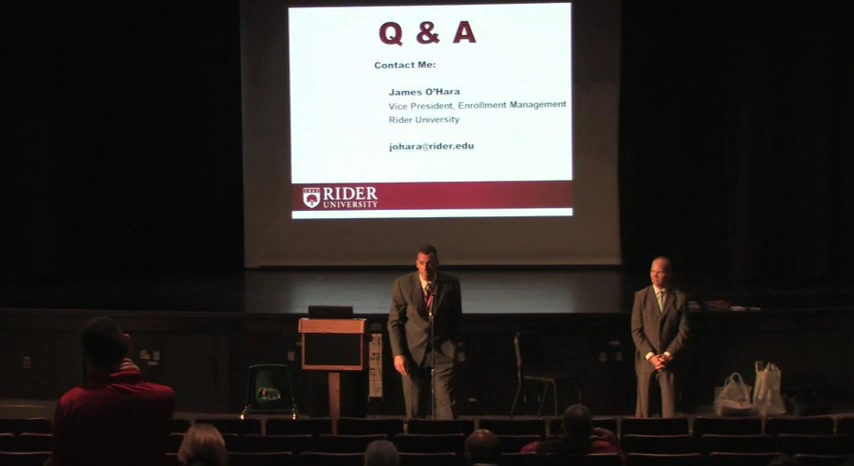 Q & A
Contact Me:
James O'Hara
Vice President, Enrollment Management
Rider University
johara@rider.edu
RIDER
UNIVERSITY